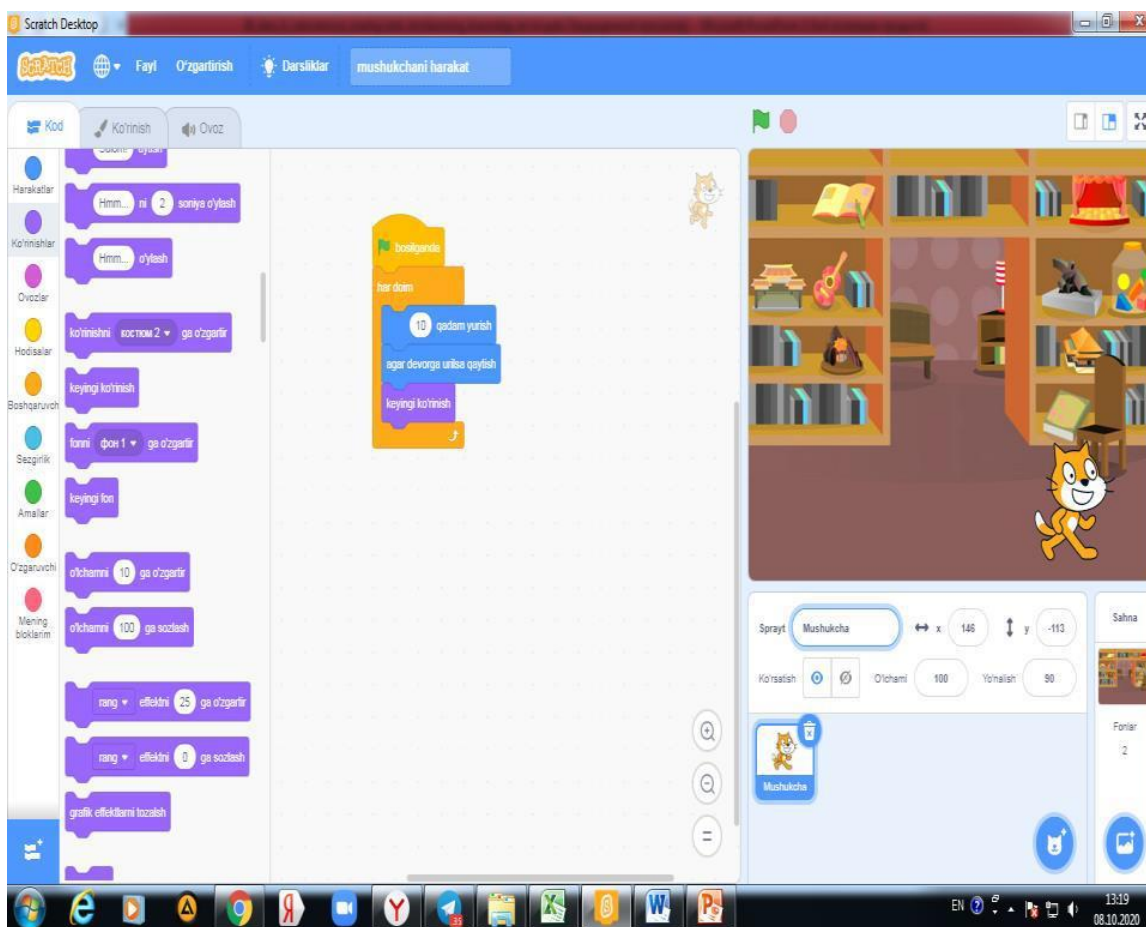 Scratch Desktop
SCRATCH
Fayl
O'zgartirish
Darsliklar
mushukchani harakat
Kod
Ko'rinish
Ovoz
Harakatlar
Ko'rinishlar
Ovozlar
Hodisalar
Boshqaruvch
Sezgirlik
Amallar
O'zgaruvchi
Mening
bloklarim
Hmm... ni 2 soniya o'ylash
Hmm... o'ylash
ko'rinishni костюм 2 ga o'zgartir
keyingi ko'rinish
fonni фон 1 ga o'zgartir
keyingi fon
o'lchamni 10 ga o'zgartir
o'lchamni 100 ga sozlash
rang effektni 25 ga o'zgartir
rang effektni 0 ga sozlash
grafik effektlarni tozalsh
bosilganda
har doim
10 qadam yurish
agar devorga urilsa qaytish
keyingi ko'rinish
Sprayt Mushukcha x 146 y -113
Ko'rsatish O'lchami 100 Yo'nalish 90
Mushukcha
Sahna
Fonlar
2
35
EN
13:19
08.10.2020